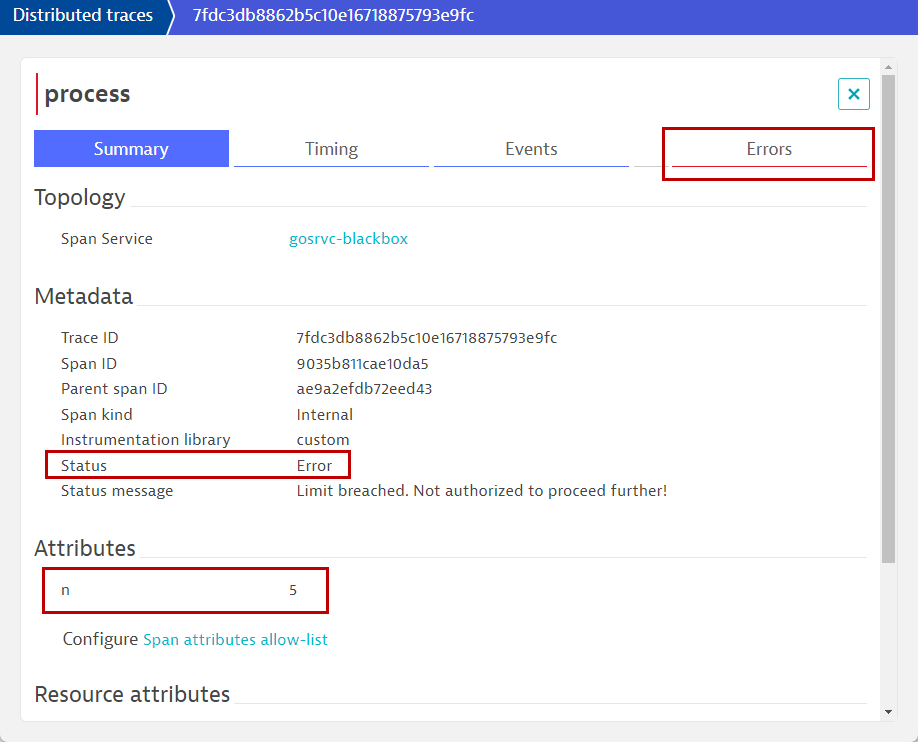 Distributed traces 7fdc3db8862b5c10e16718875793e9fc
process
Summary Timing Events Errors
Topology
Span Service gosrvc-blackbox
Metadata
Trace ID 7fdc3db8862b5c10e16718875793e9fc
Span ID 9035b811cae10da5
Parent span ID ae9a2efdb72eed43
Span kind Internal
Instrumentation library custom
Status Error
Status message Limit breached. Not authorized to proceed further!
Attributes
n 5
Configure Span attributes allow-list
Resource attributes